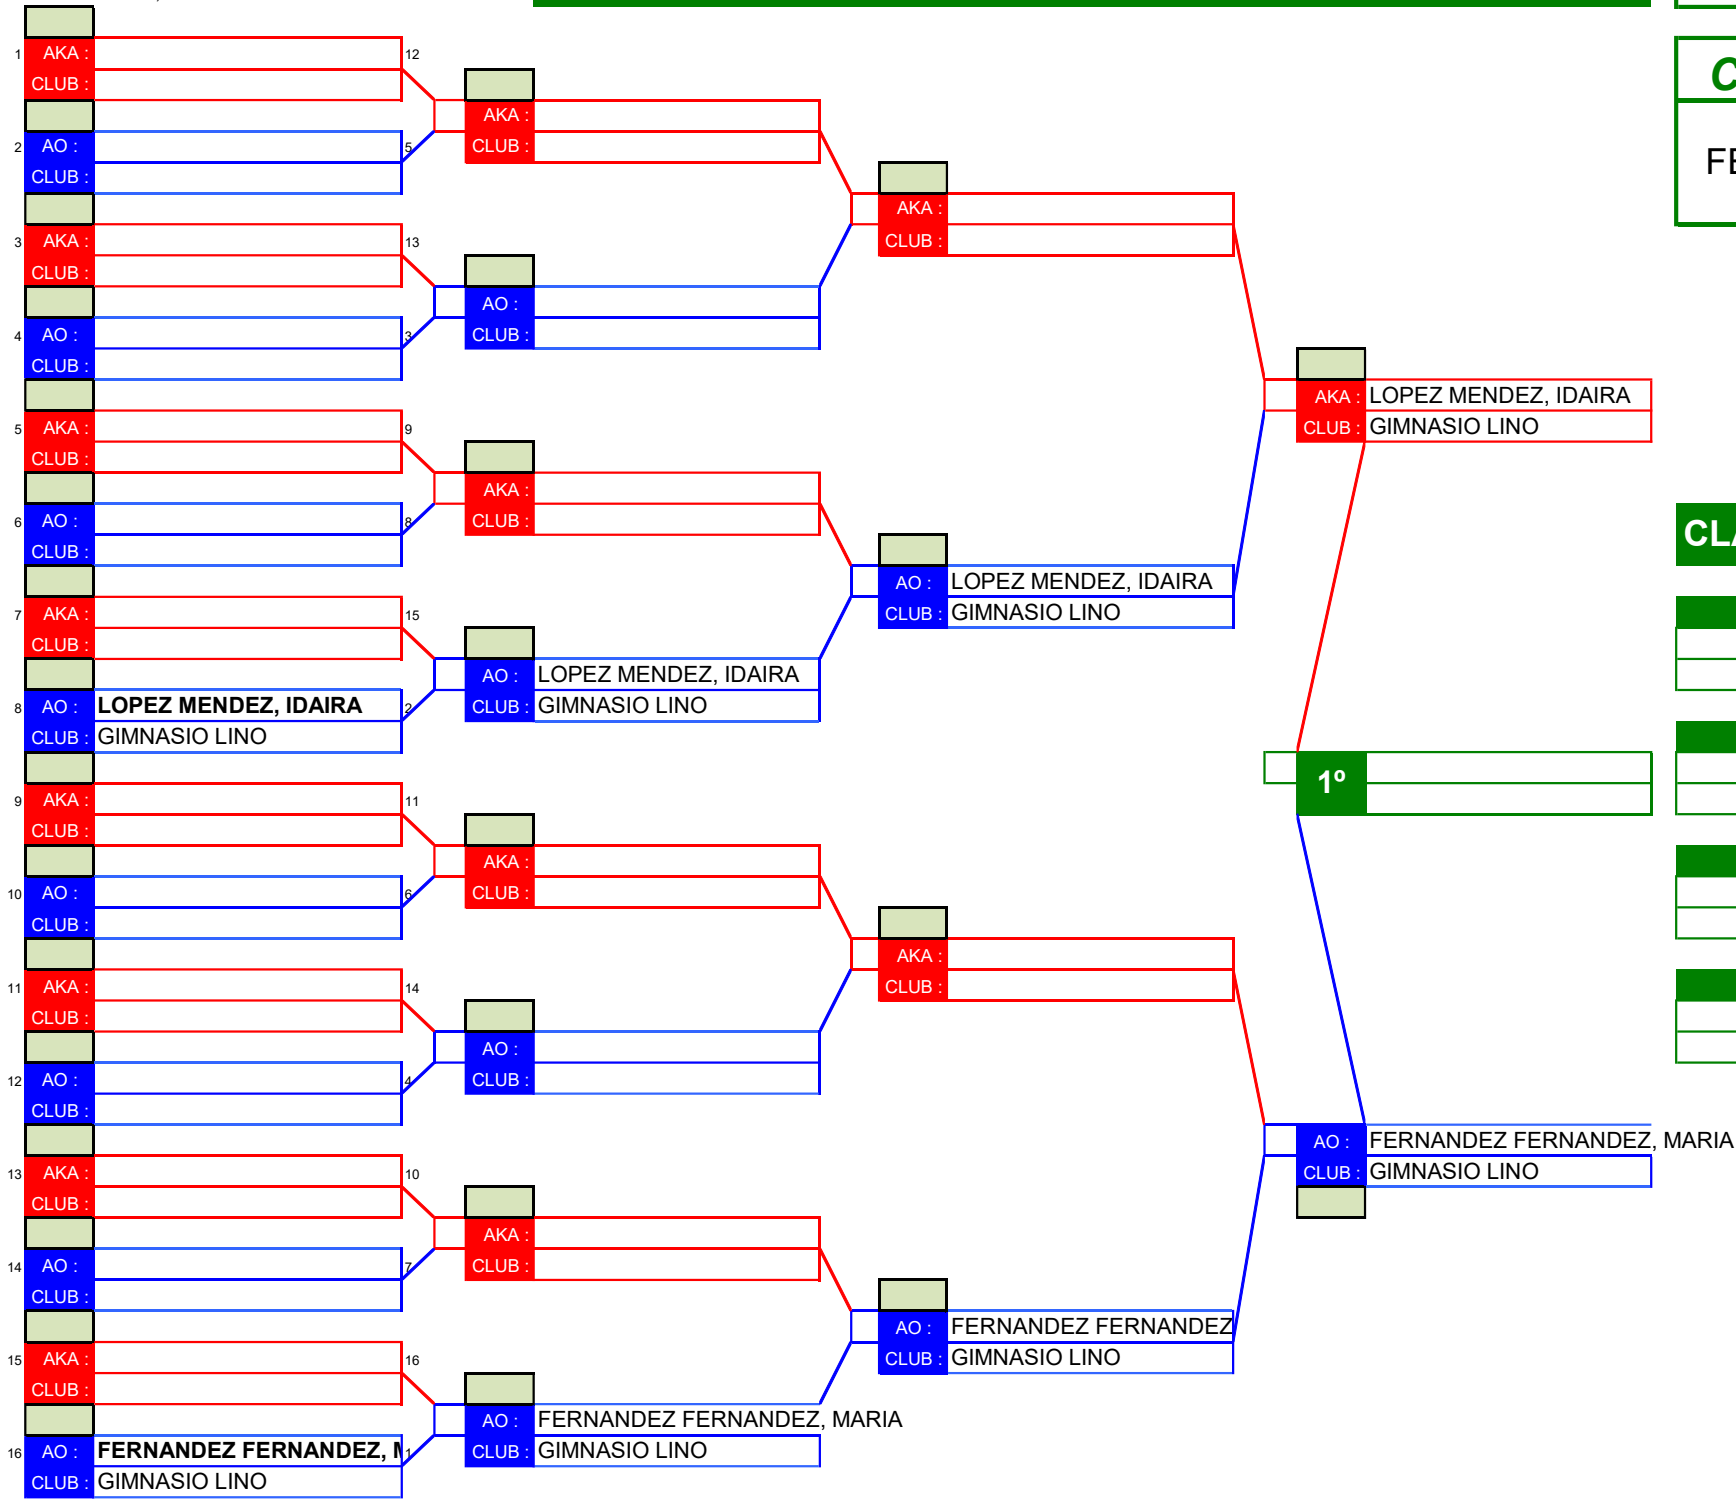 1 AKA : 12
CLUB :
2 AO : 5
CLUB :
3 AKA : 13
CLUB :
4 AO : 3
CLUB :
5 AKA : 9
CLUB :
6 AO : 8
CLUB :
7 AKA : 15
CLUB :
8 AO : LOPEZ MENDEZ, IDAIRA 2
CLUB : GIMNASIO LINO
9 AKA : 11
CLUB :
10 AO : 6
CLUB :
11 AKA : 14
CLUB :
12 AO : 4
CLUB :
13 AKA : 10
CLUB :
14 AO : 7
CLUB :
15 AKA : 16
CLUB :
16 AO : FERNANDEZ FERNANDEZ, M 1
CLUB : GIMNASIO LINO
AKA :
CLUB :
AO :
CLUB :
AKA :
CLUB :
AO : LOPEZ MENDEZ, IDAIRA
CLUB : GIMNASIO LINO
AKA :
CLUB :
AO :
CLUB :
AKA :
CLUB :
AO : FERNANDEZ FERNANDEZ, MARIA
CLUB : GIMNASIO LINO
AKA :
CLUB :
AO : LOPEZ MENDEZ, IDAIRA
CLUB : GIMNASIO LINO
AKA :
CLUB :
AO : FERNANDEZ FERNANDEZ
CLUB : GIMNASIO LINO
AKA : LOPEZ MENDEZ, IDAIRA
CLUB : GIMNASIO LINO
1º
AO : FERNANDEZ FERNANDEZ, MARIA
CLUB : GIMNASIO LINO
C
FE
CLA